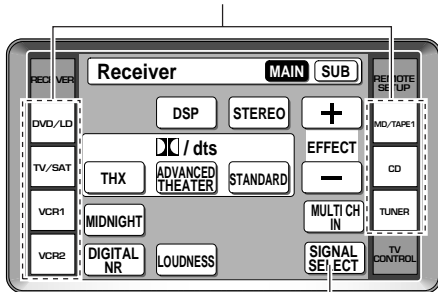 RECEIVER
Receiver MAIN SUB
REMOTE SETUP
DVD/LD
DSP STEREO +
MD/TAPE1
/ dts
EFFECT
TV/SAT
THX ADVANCED THEATER STANDARD –
CD
VCR1
MIDNIGHT
MULTI CH IN
TUNER
VCR2
DIGITAL NR LOUDNESS
SIGNAL SELECT
TV CONTROL